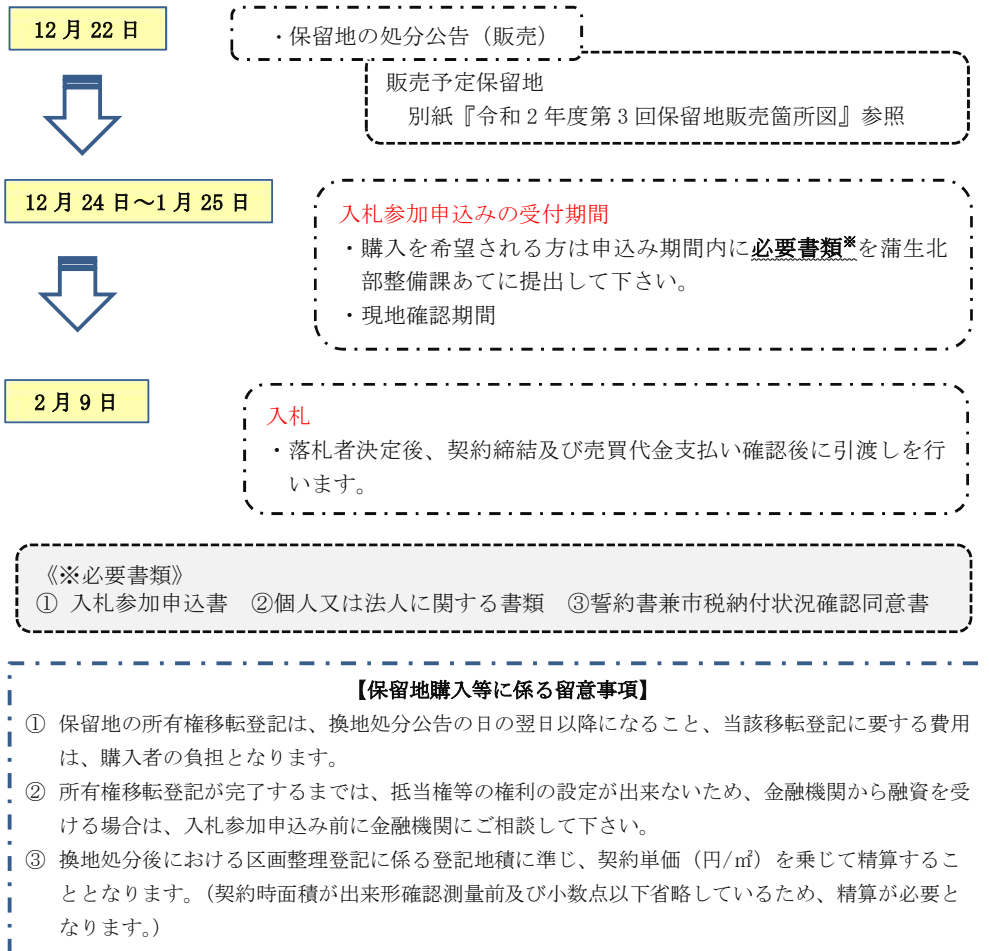 12月22日
・保留地の処分公告（販売）
販売予定保留地
別紙『令和2年度第3回保留地販売箇所図』参照
12月24日～1月25日
入札参加申込みの受付期間
・購入を希望される方は申込み期間内に必要書類※を蒲生北
部整備課あてに提出して下さい。
・現地確認期間
2月9日
入札
・落札者決定後、契約締結及び売買代金支払い確認後に引渡しを行
います。
《※必要書類》
① 入札参加申込書　②個人又は法人に関する書類　③誓約書兼市税納付状況確認同意書
【保留地購入等に係る留意事項】
① 保留地の所有権移転登記は、換地処分公告の日の翌日以降になること、当該移転登記に要する費用
は、購入者の負担となります。
② 所有権移転登記が完了するまでは、抵当権等の権利の設定が出来ないため、金融機関から融資を受
ける場合は、入札参加申込み前に金融機関にご相談して下さい。
③ 換地処分後における区画整理登記に係る登記地積に準じ、契約単価（円/㎡）を乗じて精算するこ
ととなります。（契約時面積が出来形確認測量前及び小数点以下省略しているため、精算が必要と
なります。）